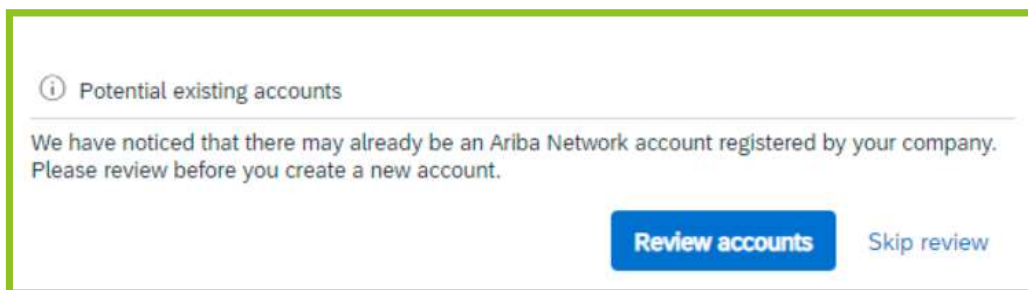 Potential existing accounts
We have noticed that there may already be an Ariba Network account registered by your company.
Please review before you create a new account.
Review accounts Skip review